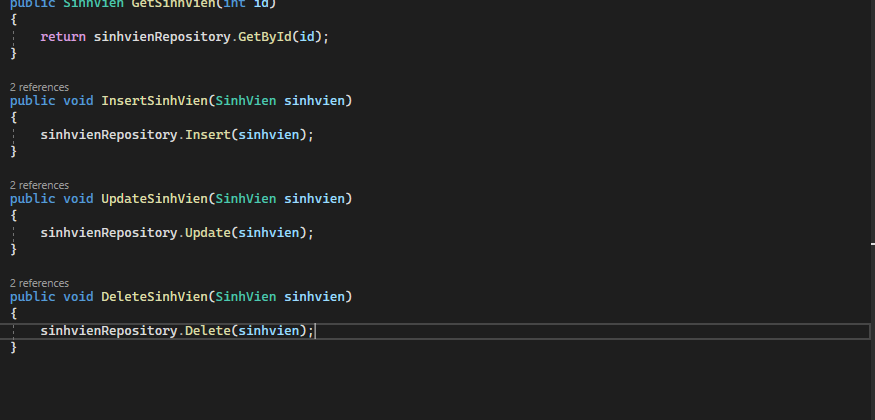 public SinhVien GetSinhVien(int id)
{
return sinhvienRepository.GetById(id);
}
2 references
public void InsertSinhVien(SinhVien sinhvien)
{
sinhvienRepository.Insert(sinhvien);
}
2 references
public void UpdateSinhVien(SinhVien sinhvien)
{
sinhvienRepository.Update(sinhvien);
}
2 references
public void DeleteSinhVien(SinhVien sinhvien)
{
sinhvienRepository.Delete(sinhvien);
}